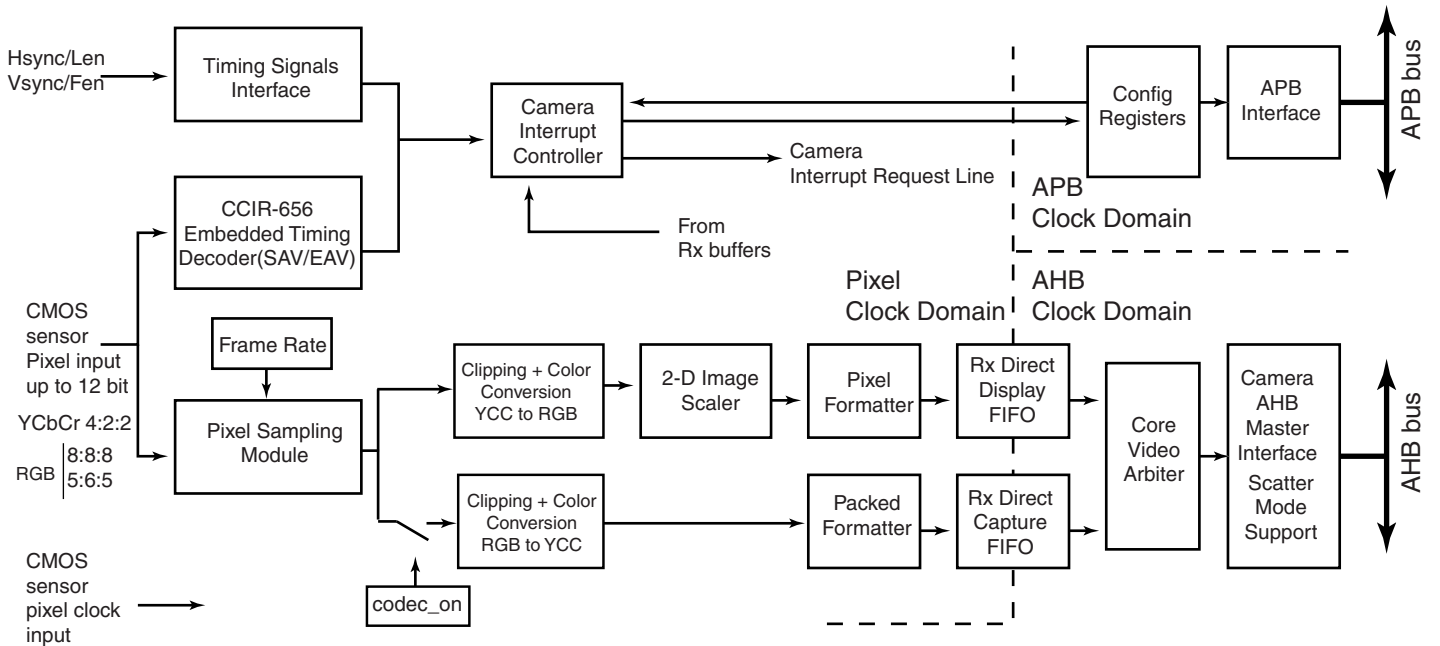 Hsync/Len
Vsync/Fen
Timing Signals
Interface
CCIR-656
Embedded Timing
Decoder(SAV/EAV)
Camera
Interrupt
Controller
Camera
Interrupt Request Line
From
Rx buffers
Config
Registers
APB
Interface
APB bus
APB
Clock Domain
Pixel
Clock Domain
AHB
Clock Domain
CMOS
sensor
Pixel input
up to 12 bit
YCbCr 4:2:2
RGB
8:8:8
5:6:5
Frame Rate
Pixel Sampling
Module
Clipping + Color
Conversion
YCC to RGB
2-D Image
Scaler
Pixel
Formatter
Rx Direct
Display
FIFO
Clipping + Color
Conversion
RGB to YCC
Packed
Formatter
Rx Direct
Capture
FIFO
Core
Video
Arbiter
Camera
AHB
Master
Interface
Scatter
Mode
Support
AHB bus
CMOS
sensor
pixel clock
input
codec_on